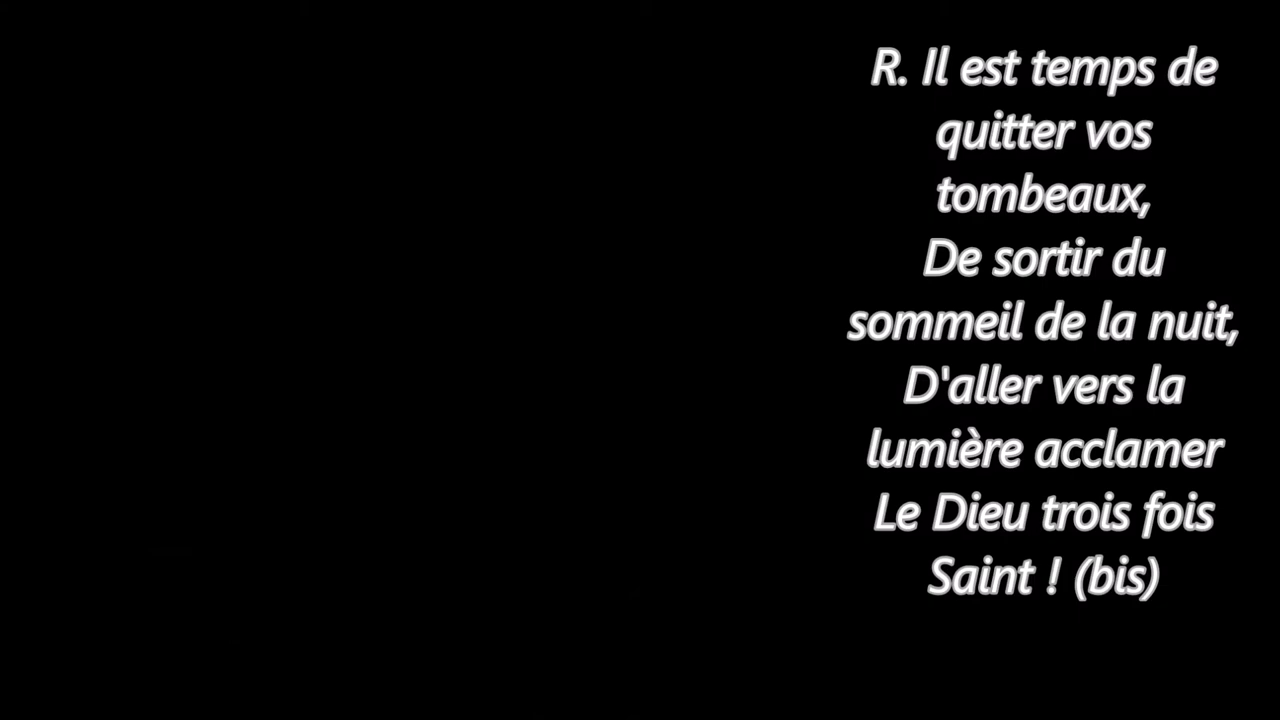 R. Il est temps de
quitter vos
tombeaux,
De sortir du
sommeil de la nuit,
D'aller vers la
lumière acclamer
Le Dieu trois fois
Saint ! (bis)